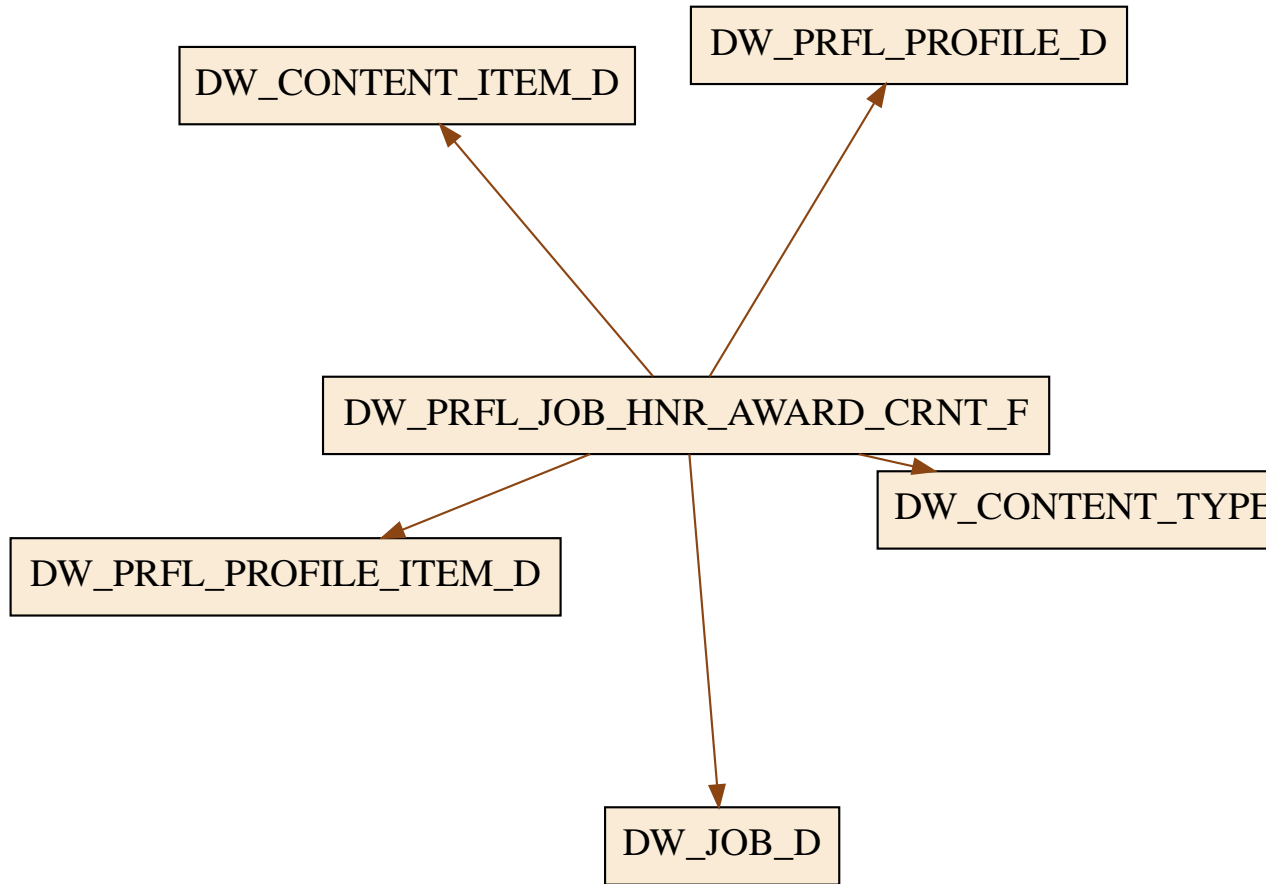 DW_PRFL_PROFILE_D
DW_CONTENT_ITEM_D
DW_PRFL_JOB_HNR_AWARD_CRNT_F
DW_CONTENT_TYPE
DW_PRFL_PROFILE_ITEM_D
DW_JOB_D